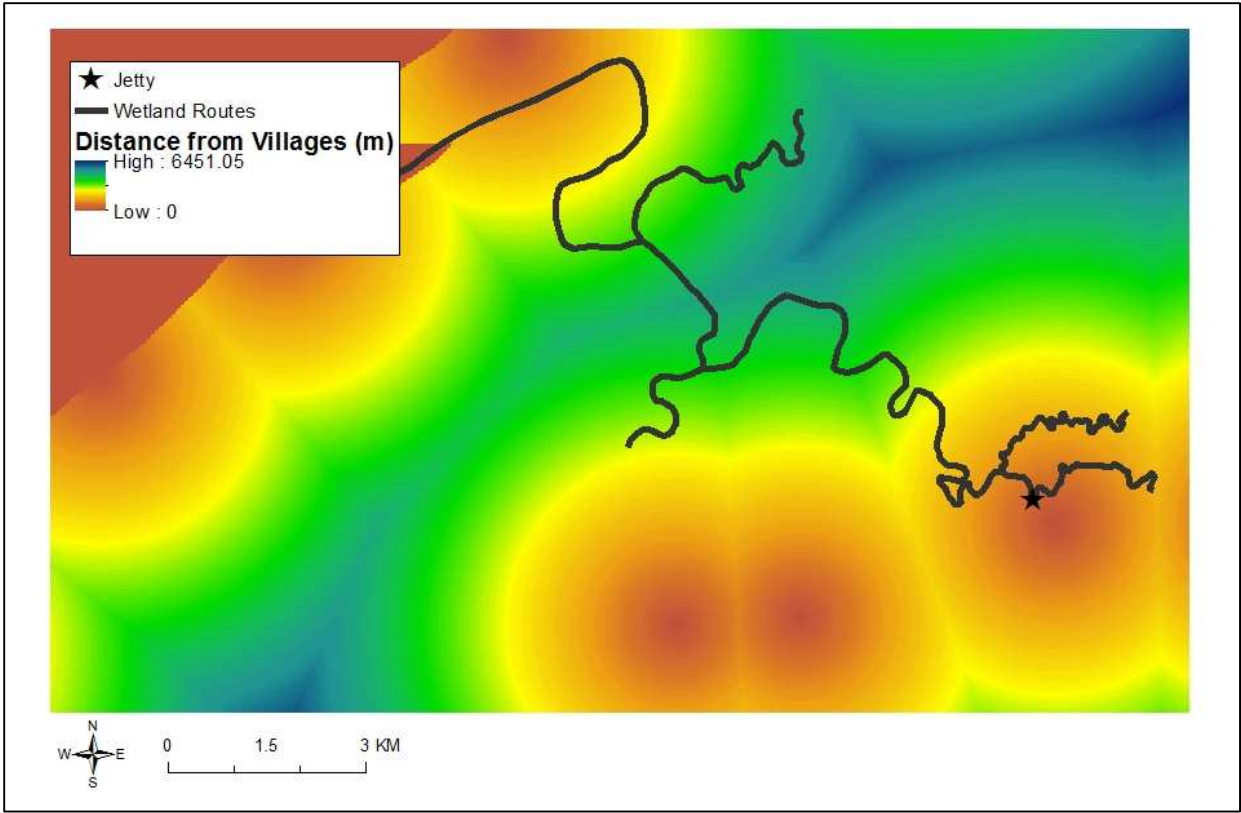 Jetty
Wetland Routes
Distance from Villages (m)
High : 6451.05
Low : 0
N
W E
S
0 1.5 3 KM